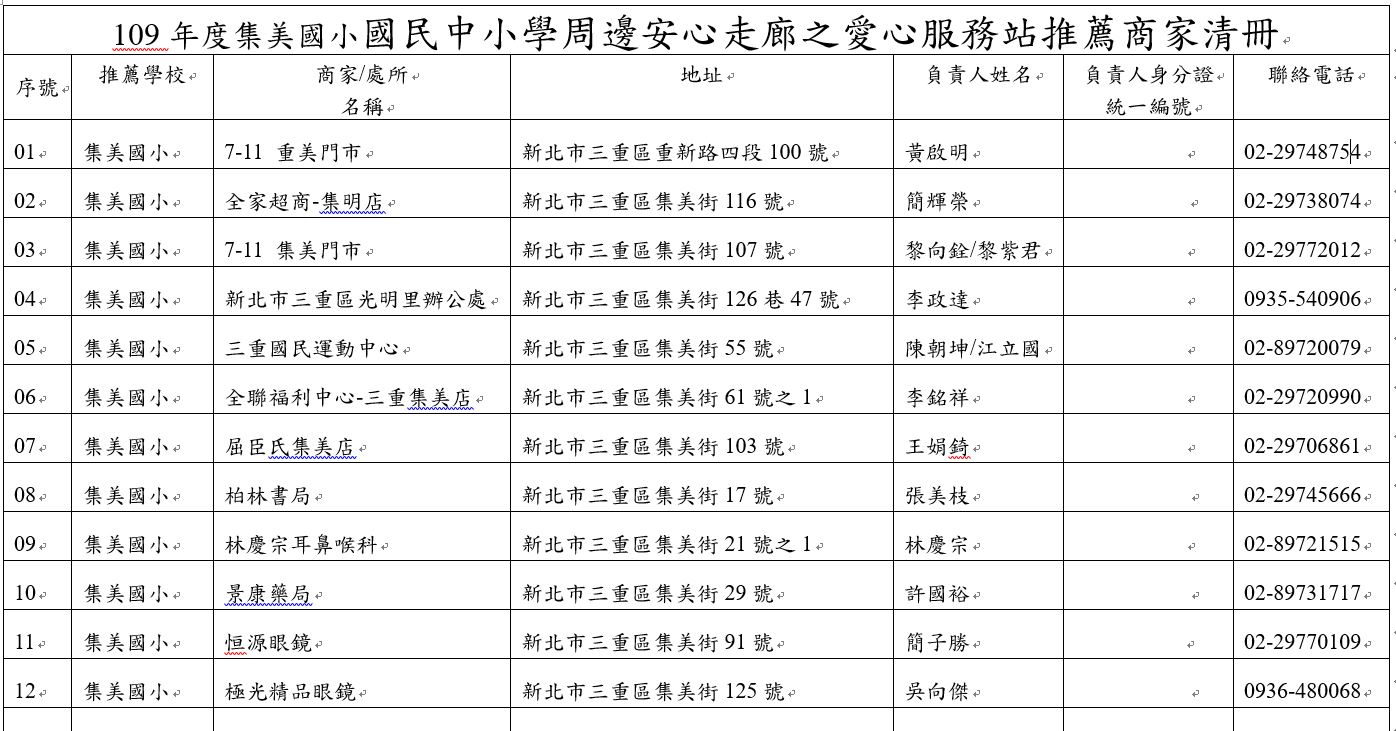 109 年度集美國小國民中小學周邊安心走廊之愛心服務站推薦商家清冊
序號 推薦學校 商家/處所 名稱 地址 負責人姓名 負責人身分證 統一編號 聯絡電話
01 集美國小 7-11 重美門市 新北市三重區重新路四段 100 號 黃啟明 02-29748754
02 集美國小 全家超商-集明店 新北市三重區集美街 116 號 簡輝榮 02-29738074
03 集美國小 7-11 集美門市 新北市三重區集美街 107 號 黎向銓/黎紫君 02-29772012
04 集美國小 新北市三重區光明里辦公處 新北市三重區集美街 126 巷 47 號 李政達 0935-540906
05 集美國小 三重國民運動中心 新北市三重區集美街 55 號 陳朝坤/江立國 02-89720079
06 集美國小 全聯福利中心-三重集美店 新北市三重區集美街 61 號之 1 李銘祥 02-29720990
07 集美國小 屈臣氏集美店 新北市三重區集美街 103 號 王娟錡 02-29706861
08 集美國小 柏林書局 新北市三重區集美街 17 號 張美枝 02-29745666
09 集美國小 林慶宗耳鼻喉科 新北市三重區集美街 21 號之 1 林慶宗 02-89721515
10 集美國小 景康藥局 新北市三重區集美街 29 號 許國裕 02-89731717
11 集美國小 恒源眼鏡 新北市三重區集美街 91 號 簡子勝 02-29770109
12 集美國小 極光精品眼鏡 新北市三重區集美街 125 號 吳向傑 0936-480068